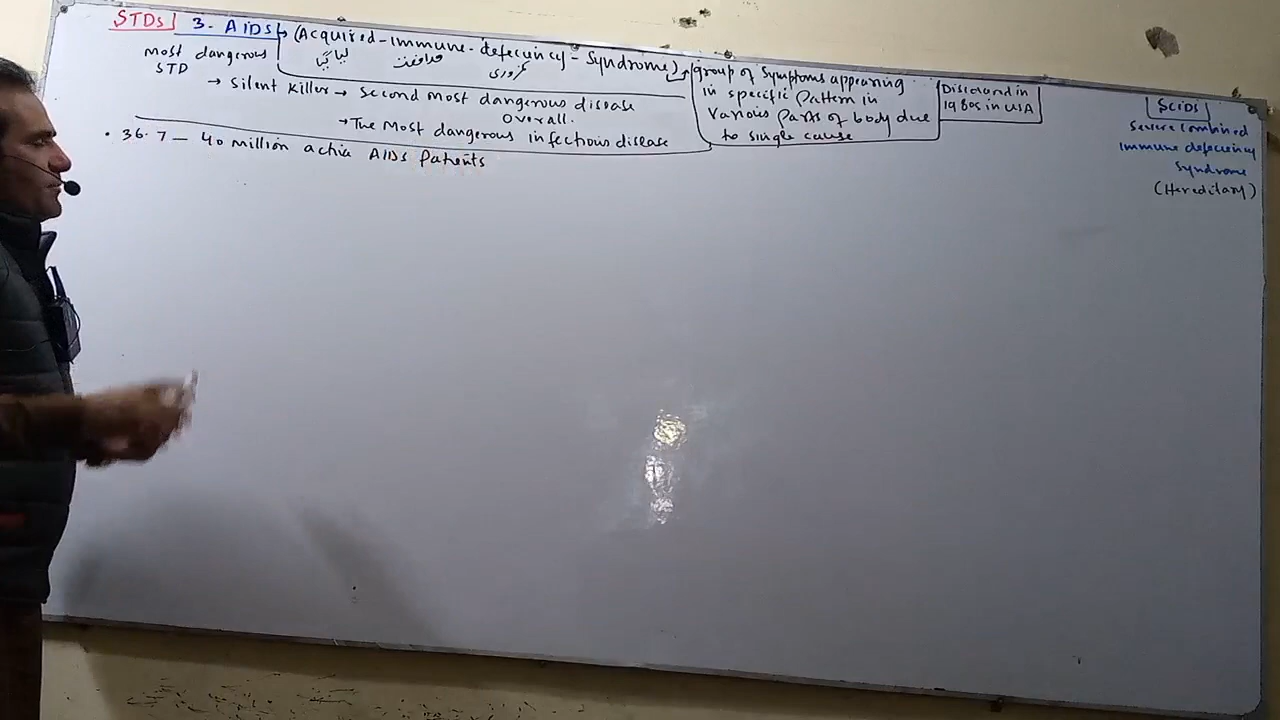 STDs 3. AIDS → (Acquired-immune-defeciency-Syndrome)
لیا گیا مدافعت کمزوری
Most dangerous
STD
→ Silent Killer → Second most dangerous disease
overall.
→ The Most dangerous infectious disease
group of Symptoms appearing
in specific pattern in
various parts of body due
to single cause
in
1980s in USA
• 36.7 – 40 million active AIDS Patients
SCIDS
Severe combined
immune defeciency
Syndrome
(Hereditary)